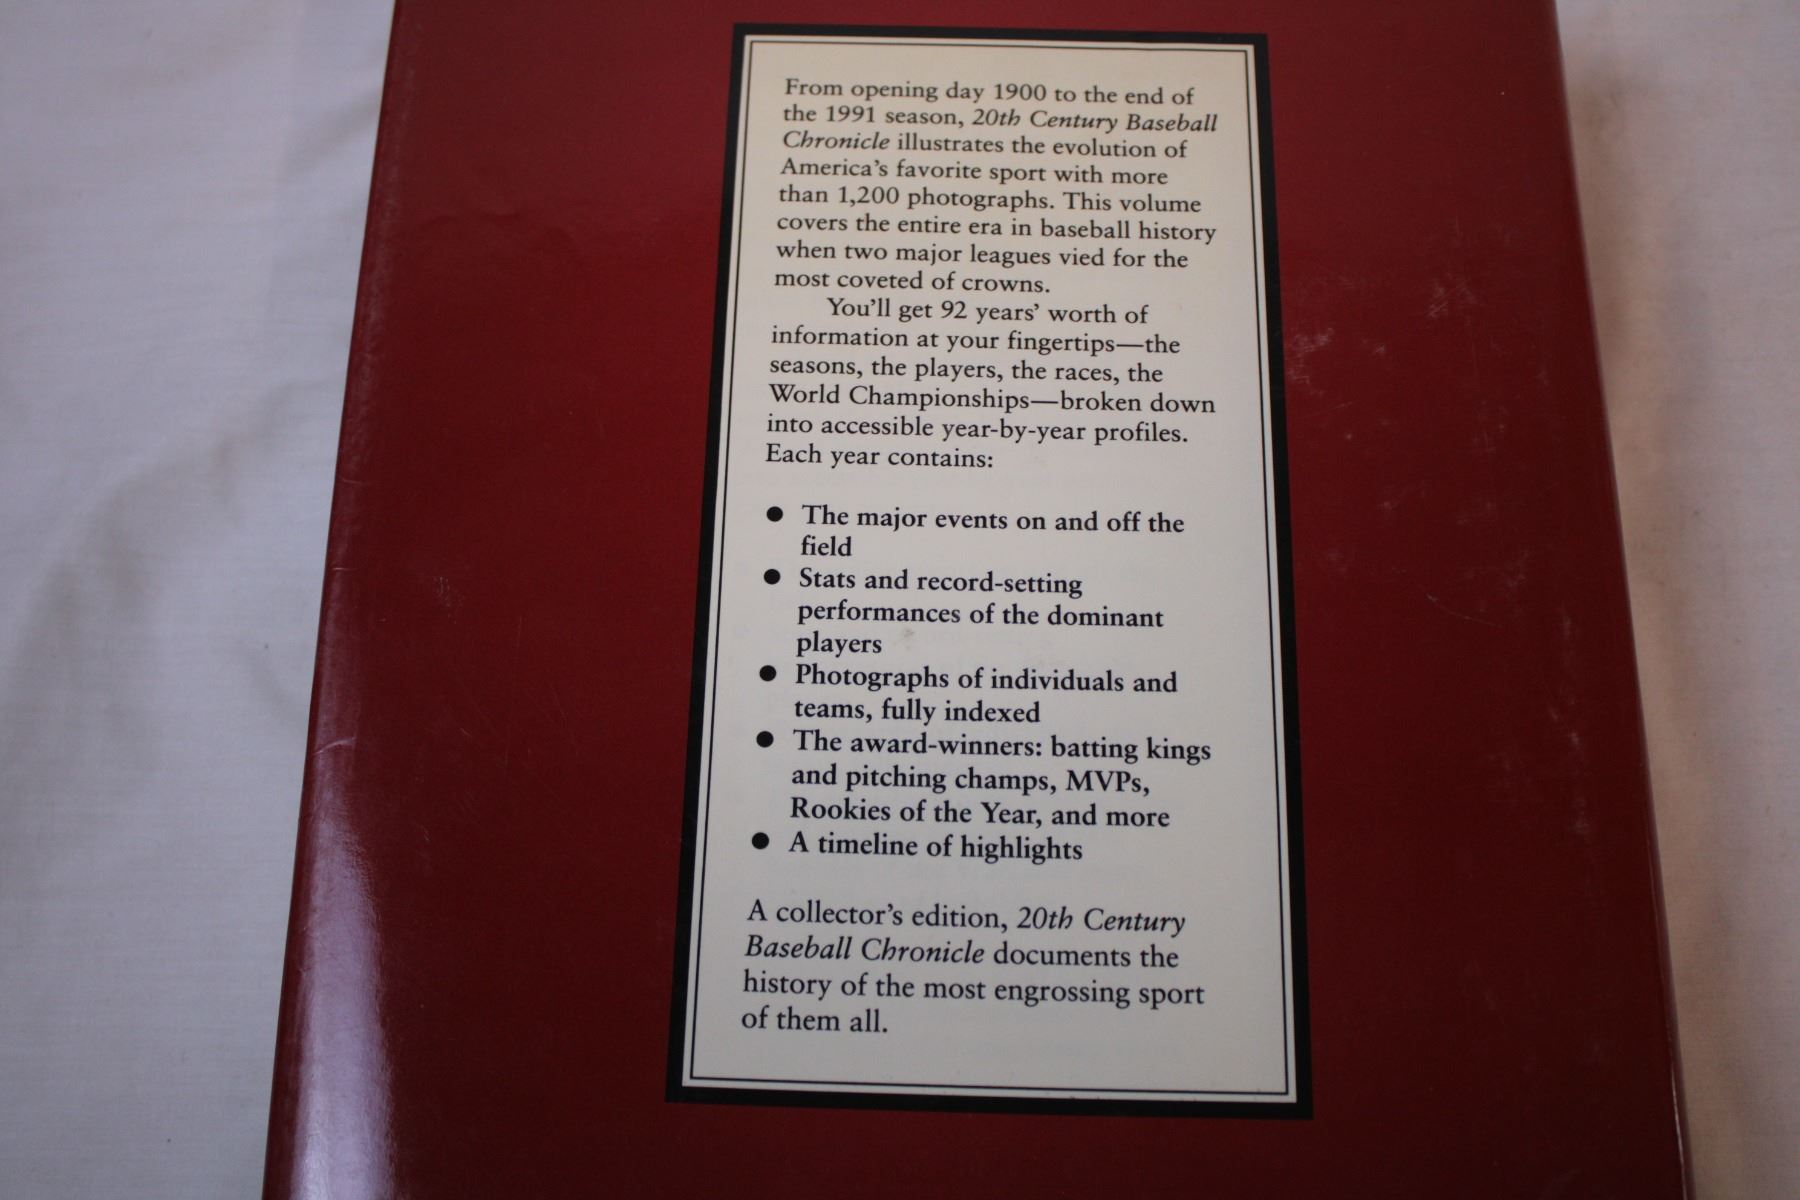 From opening day 1900 to the end of
the 1991 season, 20th Century Baseball
Chronicle illustrates the evolution of
America's favorite sport with more
than 1,200 photographs. This volume
covers the entire era in baseball history
when two major leagues vied for the
most coveted of crowns.
You'll get 92 years' worth of
information at your fingertips—the
seasons, the players, the races, the
World Championships—broken down
into accessible year-by-year profiles.
Each year contains:
● The major events on and off the
field
● Stats and record-setting
performances of the dominant
players
● Photographs of individuals and
teams, fully indexed
● The award-winners: batting kings
and pitching champs, MVPs,
Rookies of the Year, and more
● A timeline of highlights
A collector's edition, 20th Century
Baseball Chronicle documents the
history of the most engrossing sport
of them all.